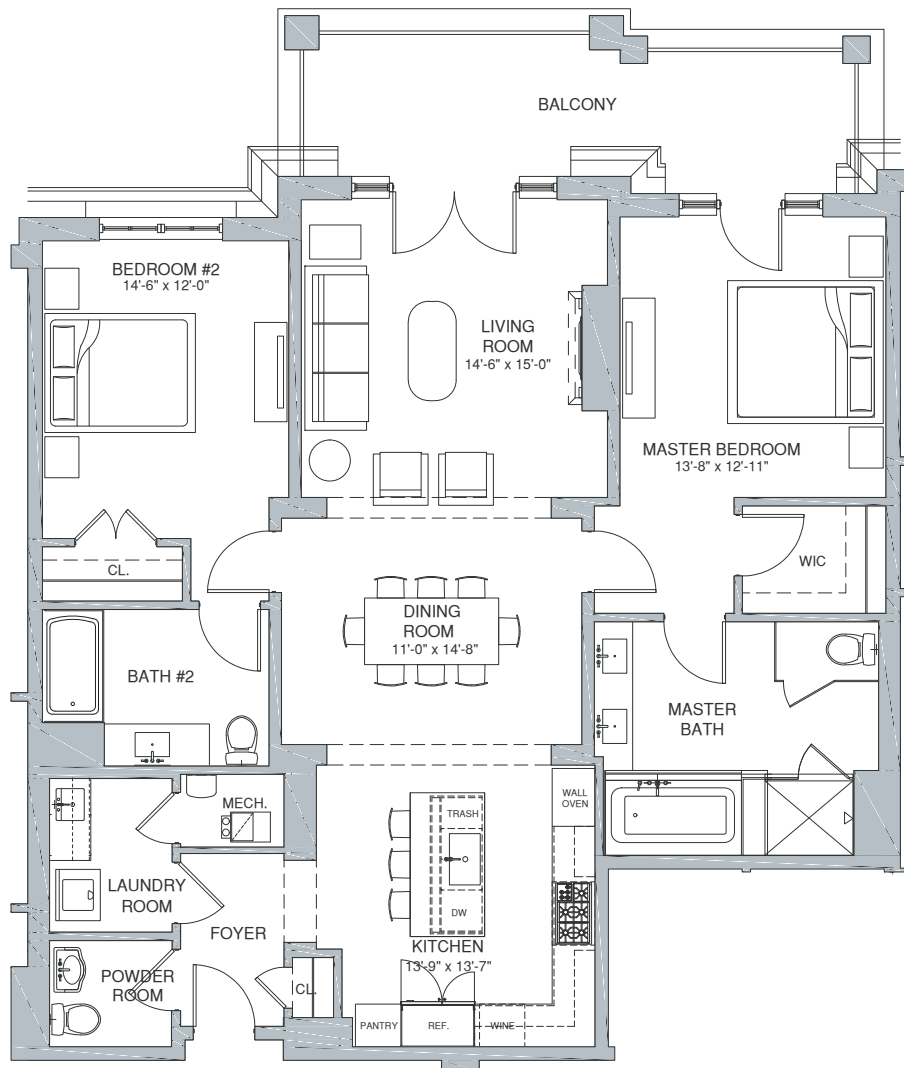 BALCONY
BEDROOM #2
14'-6" x 12'-0"
LIVING
ROOM
14'-6" x 15'-0"
MASTER BEDROOM
13'-8" x 12'-11"
CL.
WIC
DINING
ROOM
11'-0" x 14'-8"
BATH #2
MASTER
BATH
MECH.
WALL
OVEN
TRASH
LAUNDRY
ROOM
DW
FOYER
KITCHEN
13'-9" x 13'-7"
POWDER
ROOM
CL.
PANTRY
REF.
WINE